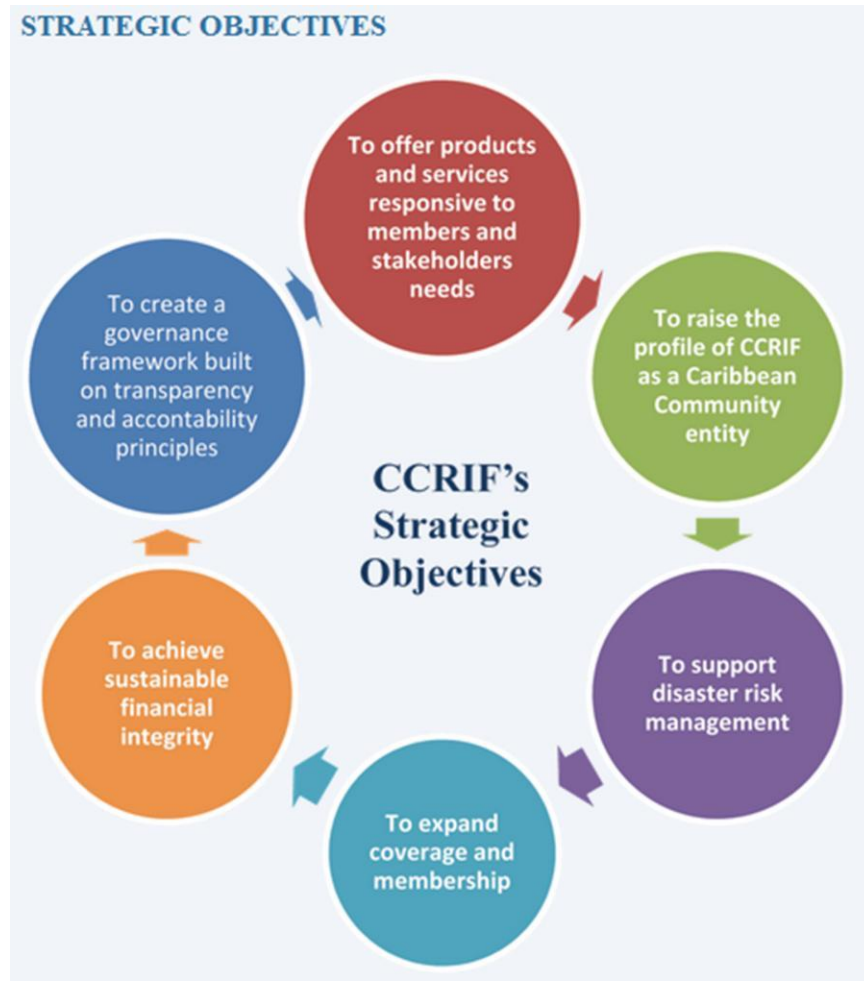 STRATEGIC OBJECTIVES
To offer products
and services
responsive to
members and
stakeholders
needs
To raise the
profile of CCRIF
as a Caribbean
Community
entity
To support
disaster risk
management
To expand
coverage and
membership
To achieve
sustainable
financial
integrity
To create a
governance
framework built
on transparency
and accontability
principles
CCRIF’s
Strategic
Objectives